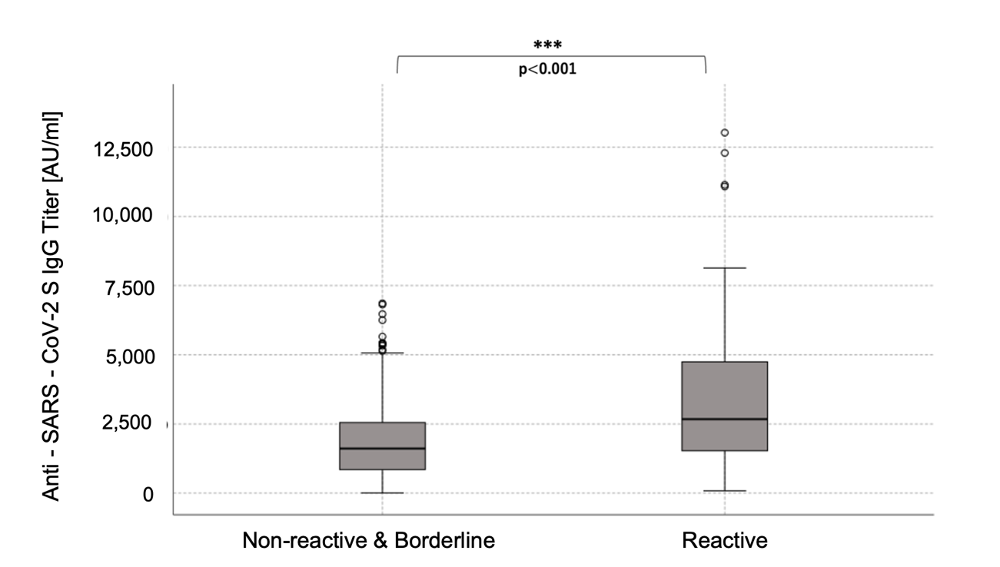 ***
p<0.001
Anti - SARS - CoV-2 S IgG Titer [AU/ml]
12,500
10,000
7,500
5,000
2,500
0
Non-reactive & Borderline
Reactive